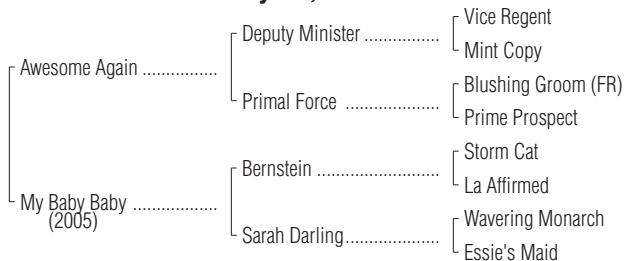 Vice Regent
Deputy Minister ................
Mint Copy
Awesome Again ................
Blushing Groom (FR)
Primal Force ....................
Prime Prospect
Storm Cat
Bernstein ..........................
La Affirmed
My Baby Baby ..................
(2005)
Wavering Monarch
Sarah Darling....................
Essie's Maid